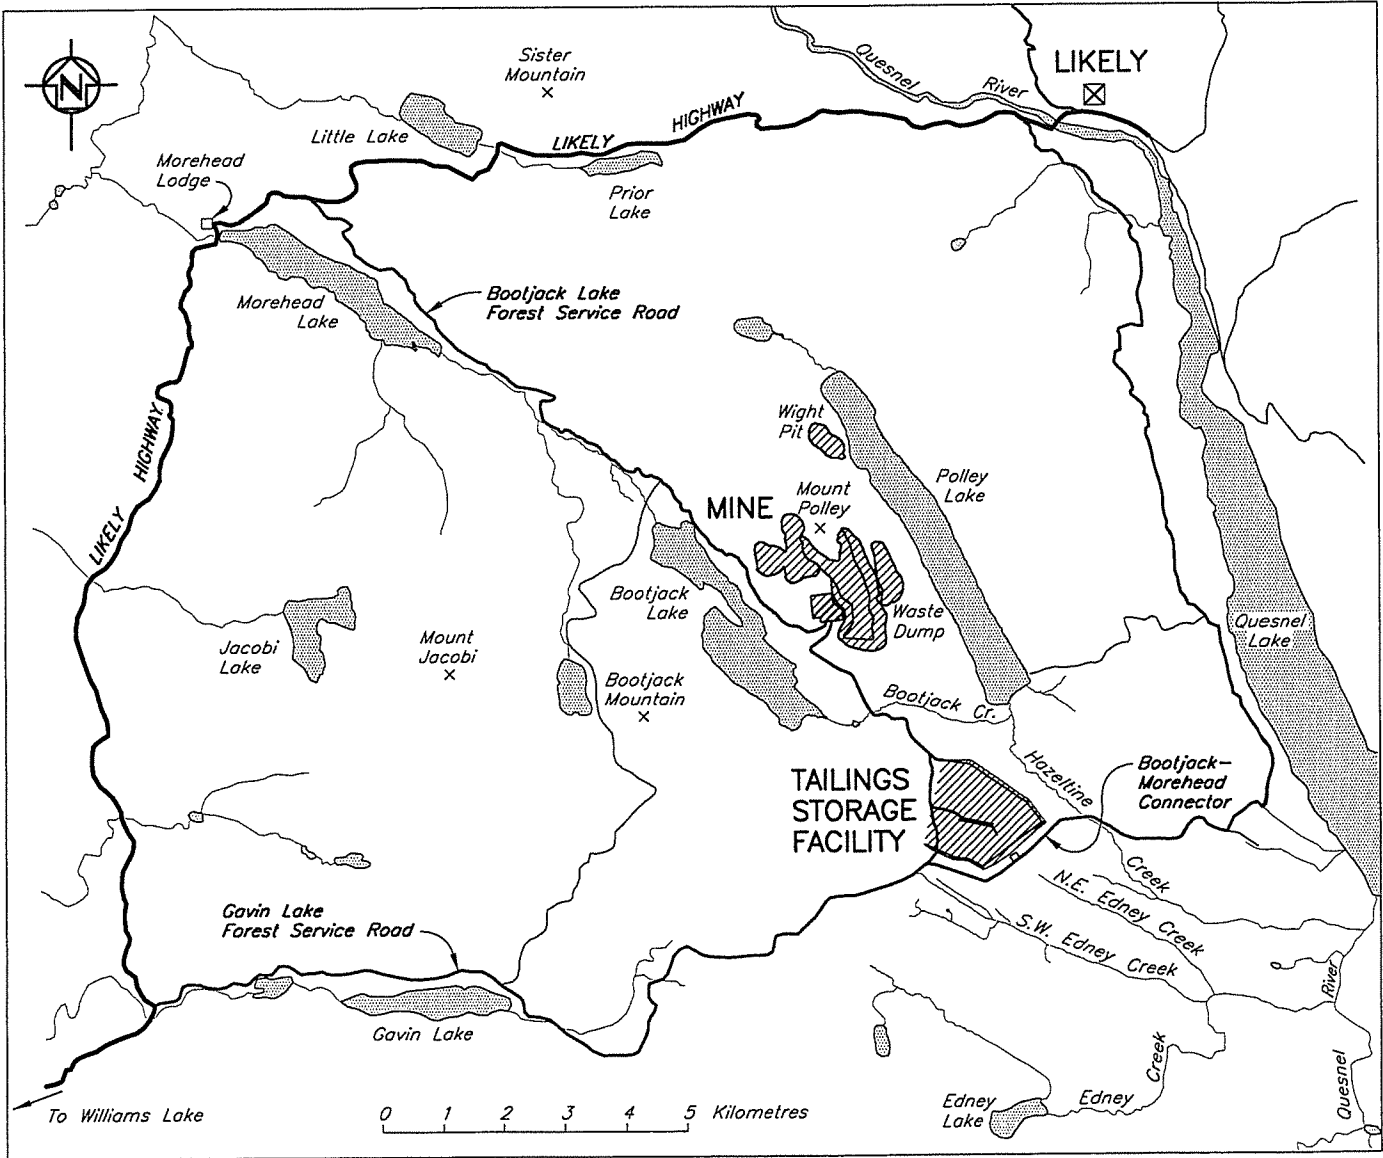 N
Sister
Mountain
Quesnel
River
LIKELY
Little Lake
LIKELY
HIGHWAY
Morehead
Lodge
Prior
Lake
Morehead
Lake
Bootjack Lake
Forest Service Road
LIKELY
HIGHWAY
Wight
Pit
Polley
Lake
MINE
Mount
Polley
Bootjack
Lake
Waste
Dump
Quesnel
Lake
Jacobi
Lake
Mount
Jacobi
Bootjack
Mountain
Bootjack Cr.
Hazeltine
Creek
TAILINGS
STORAGE
FACILITY
Bootjack-
Morehead
Connector
N.E. Edney Creek
S.W. Edney Creek
Gavin Lake
Forest Service Road
Gavin Lake
River
Quesnel
Edney
Lake
Edney
Creek
To Williams Lake
0 1 2 3 4 5 Kilometres